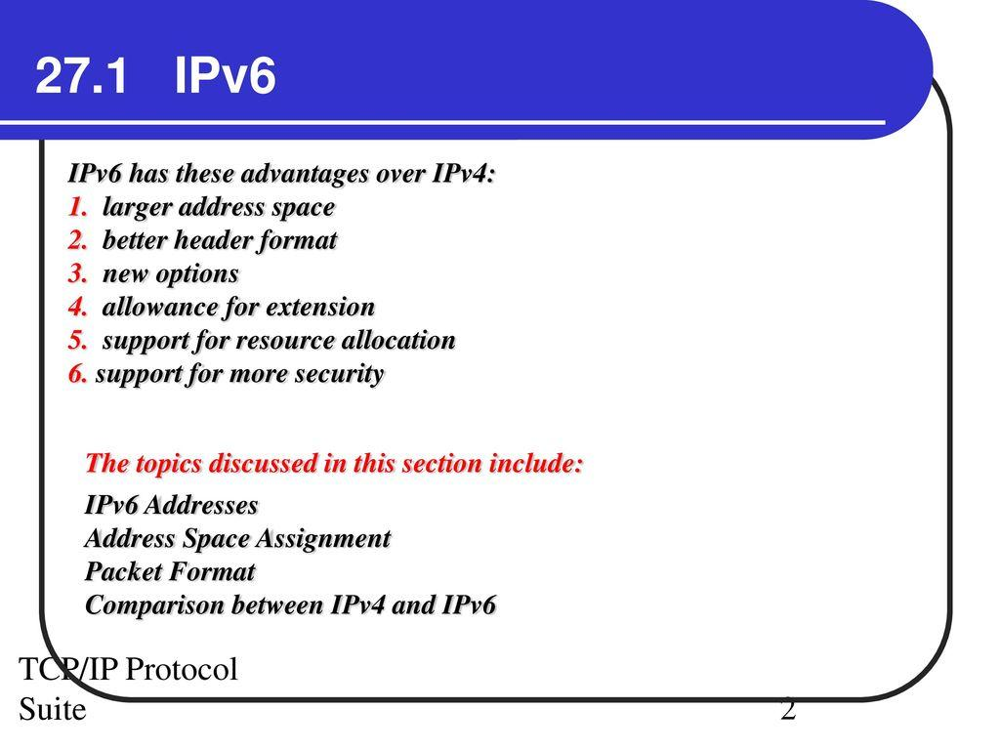 27.1 IPv6
IPv6 has these advantages over IPv4:
1. larger address space
2. better header format
3. new options
4. allowance for extension
5. support for resource allocation
6. support for more security
The topics discussed in this section include:
IPv6 Addresses
Address Space Assignment
Packet Format
Comparison between IPv4 and IPv6
TCP/IP Protocol
Suite
2